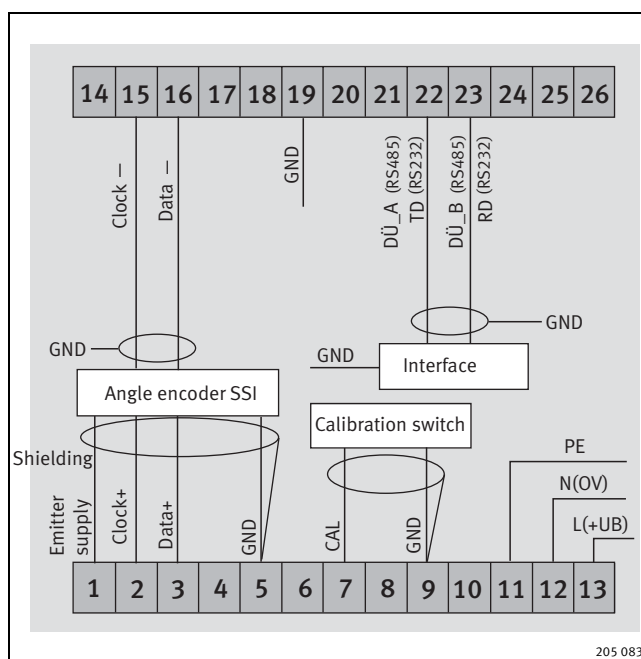 14 15 16 17 18 19 20 21 22 23 24 25 26
Clock —
Data —
GND
DÜ_A (RS485)
TD (RS232)
DÜ_B (RS485)
RD (RS232)
GND
GND
GND
Interface
Angle encoder SSI
Calibration switch
Shielding
PE
N(OV)
L(+UB)
Emitter
supply
Clock+
Data+
GND
CAL
GND
1 2 3 4 5 6 7 8 9 10 11 12 13
205 083